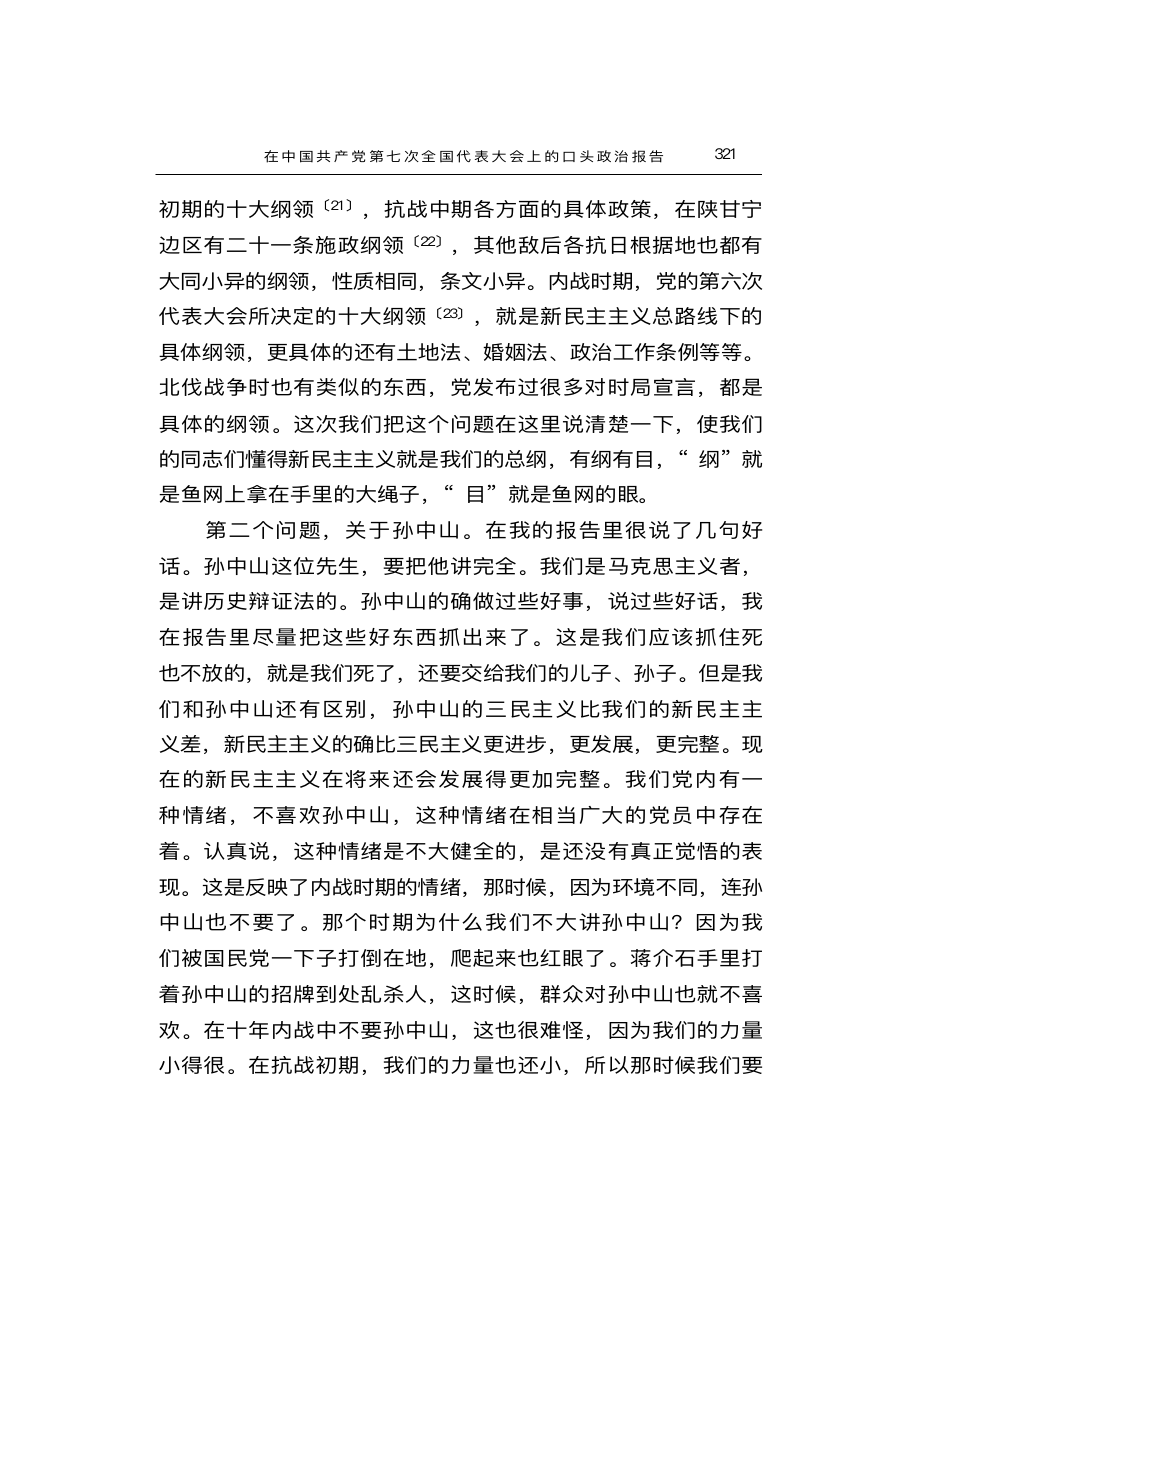 在中国共产党第七次全国代表大会上的口头政治报告 321
初期的十大纲领〔21〕，抗战中期各方面的具体政策，在陕甘宁
边区有二十一条施政纲领〔22〕，其他敌后各抗日根据地也都有
大同小异的纲领，性质相同，条文小异。内战时期，党的第六次
代表大会所决定的十大纲领〔23〕，就是新民主主义总路线下的
具体纲领，更具体的还有土地法、婚姻法、政治工作条例等等。
北伐战争时也有类似的东西，党发布过很多对时局宣言，都是
具体的纲领。这次我们把这个问题在这里说清楚一下，使我们
的同志们懂得新民主主义就是我们的总纲，有纲有目，“纲”就
是鱼网上拿在手里的大绳子，“目”就是鱼网的眼。
第二个问题，关于孙中山。在我的报告里很说了几句好
话。孙中山这位先生，要把他讲完全。我们是马克思主义者，
是讲历史辩证法的。孙中山的确做过些好事，说过些好话，我
在报告里尽量把这些好东西抓出来了。这是我们应该抓住死
也不放的，就是我们死了，还要交给我们的儿子、孙子。但是我
们和孙中山还有区别，孙中山的三民主义比我们的新民主主
义差，新民主主义的确比三民主义更进步，更发展，更完整。现
在的新民主主义在将来还会发展得更加完整。我们党内有一
种情绪，不喜欢孙中山，这种情绪在相当广大的党员中存在
着。认真说，这种情绪是不大健全的，是还没有真正觉悟的表
现。这是反映了内战时期的情绪，那时候，因为环境不同，连孙
中山也不要了。那个时期为什么我们不大讲孙中山？因为我
们被国民党一下子打倒在地，爬起来也红眼了。蒋介石手里打
着孙中山的招牌到处乱杀人，这时候，群众对孙中山也就不喜
欢。在十年内战中不要孙中山，这也很难怪，因为我们的力量
小得很。在抗战初期，我们的力量也还小，所以那时候我们要